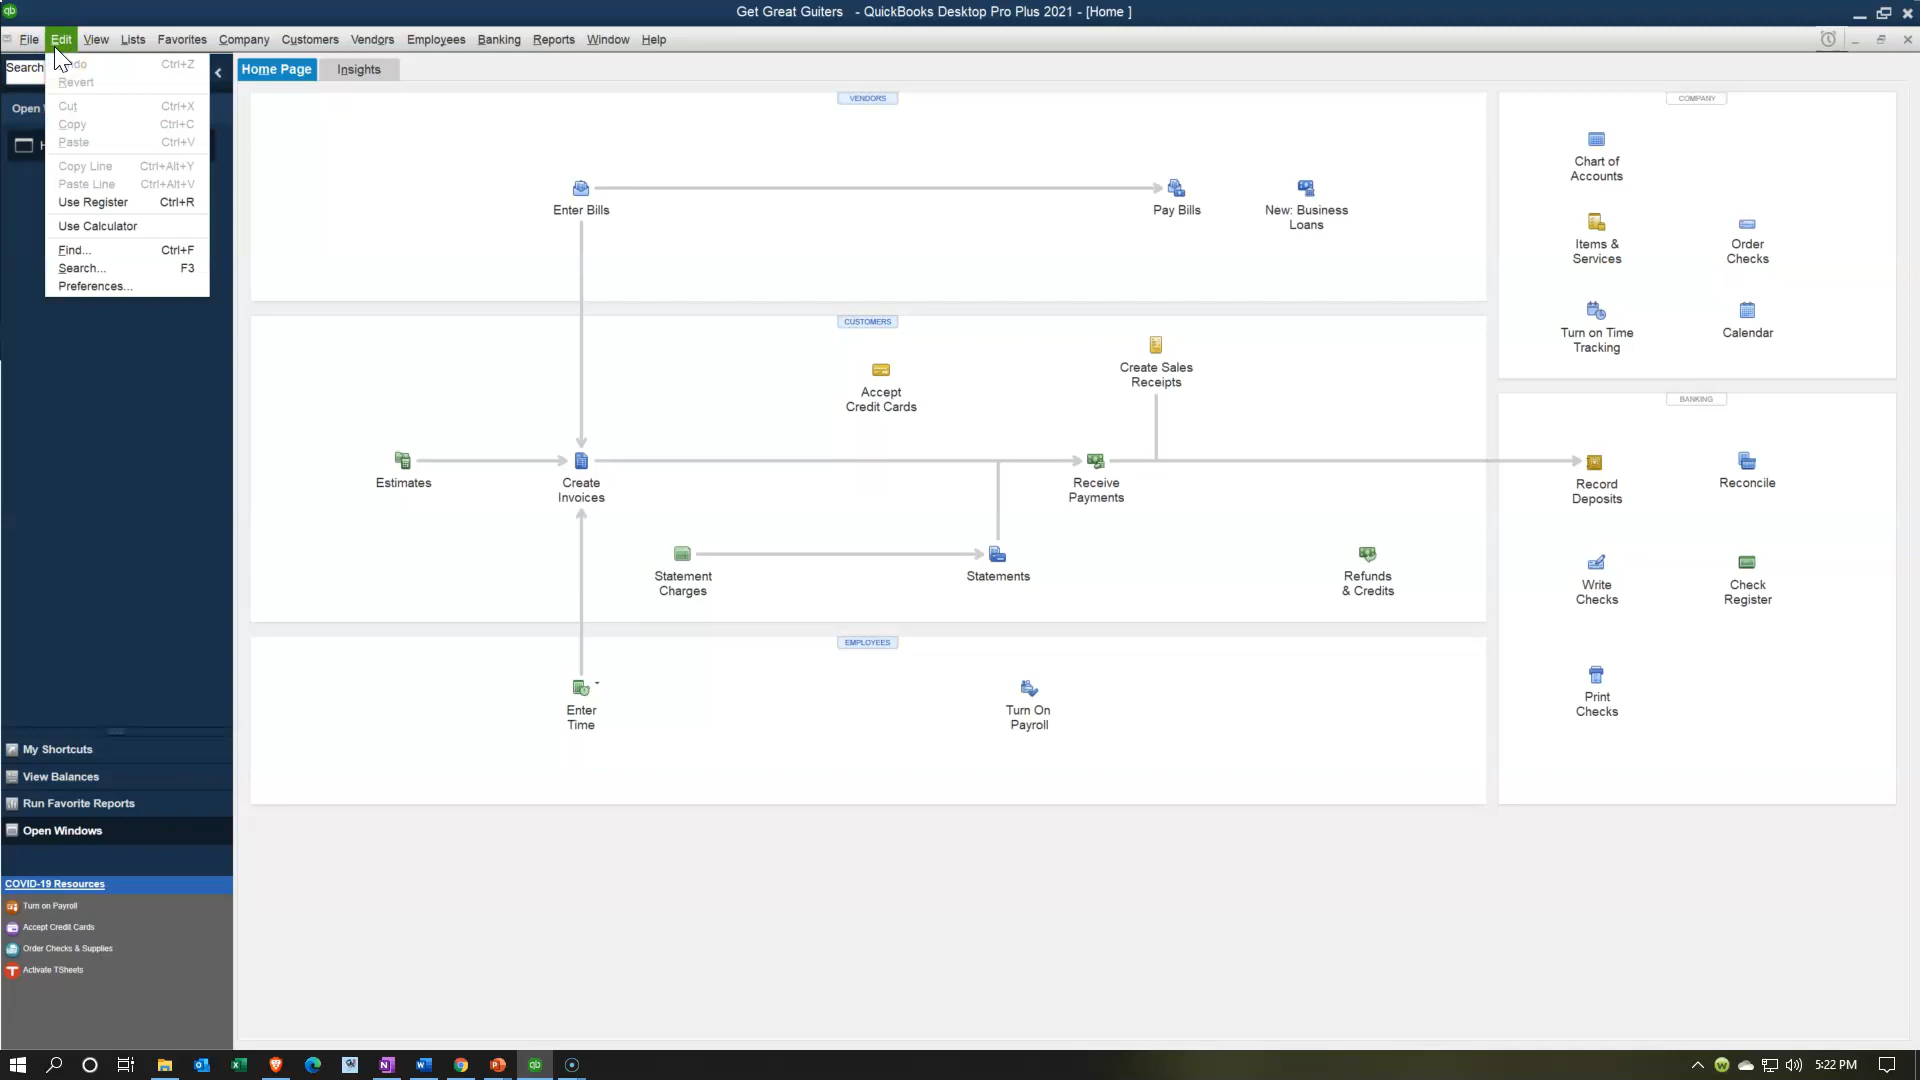 Get Great Guiters - QuickBooks Desktop Pro Plus 2021 - [Home ]
File Edit View Lists Favorites Company Customers Vendors Employees Banking Reports Window Help
Search
Ctrl+Z
Revert
Cut Ctrl+X
Copy Ctrl+C
Paste Ctrl+V
Copy Line Ctrl+Alt+Y
Paste Line Ctrl+Alt+V
Use Register Ctrl+R
Use Calculator
Find... Ctrl+F
Search... F3
Preferences...
Open
Home Page Insights
VENDORS
Enter Bills
Pay Bills
New: Business
Loans
CUSTOMERS
Create Sales
Receipts
Accept
Credit Cards
Estimates
Create
Invoices
Receive
Payments
Statement
Charges
Statements
Refunds
& Credits
EMPLOYEES
Enter
Time
Turn On
Payroll
COMPANY
Chart of
Accounts
Items &
Services
Order
Checks
Turn on Time
Tracking
Calendar
BANKING
Record
Deposits
Reconcile
Write
Checks
Check
Register
Print
Checks
My Shortcuts
View Balances
Run Favorite Reports
Open Windows
COVID-19 Resources
Turn on Payroll
Accept Credit Cards
Order Checks & Supplies
Activate TSheets
5:22 PM